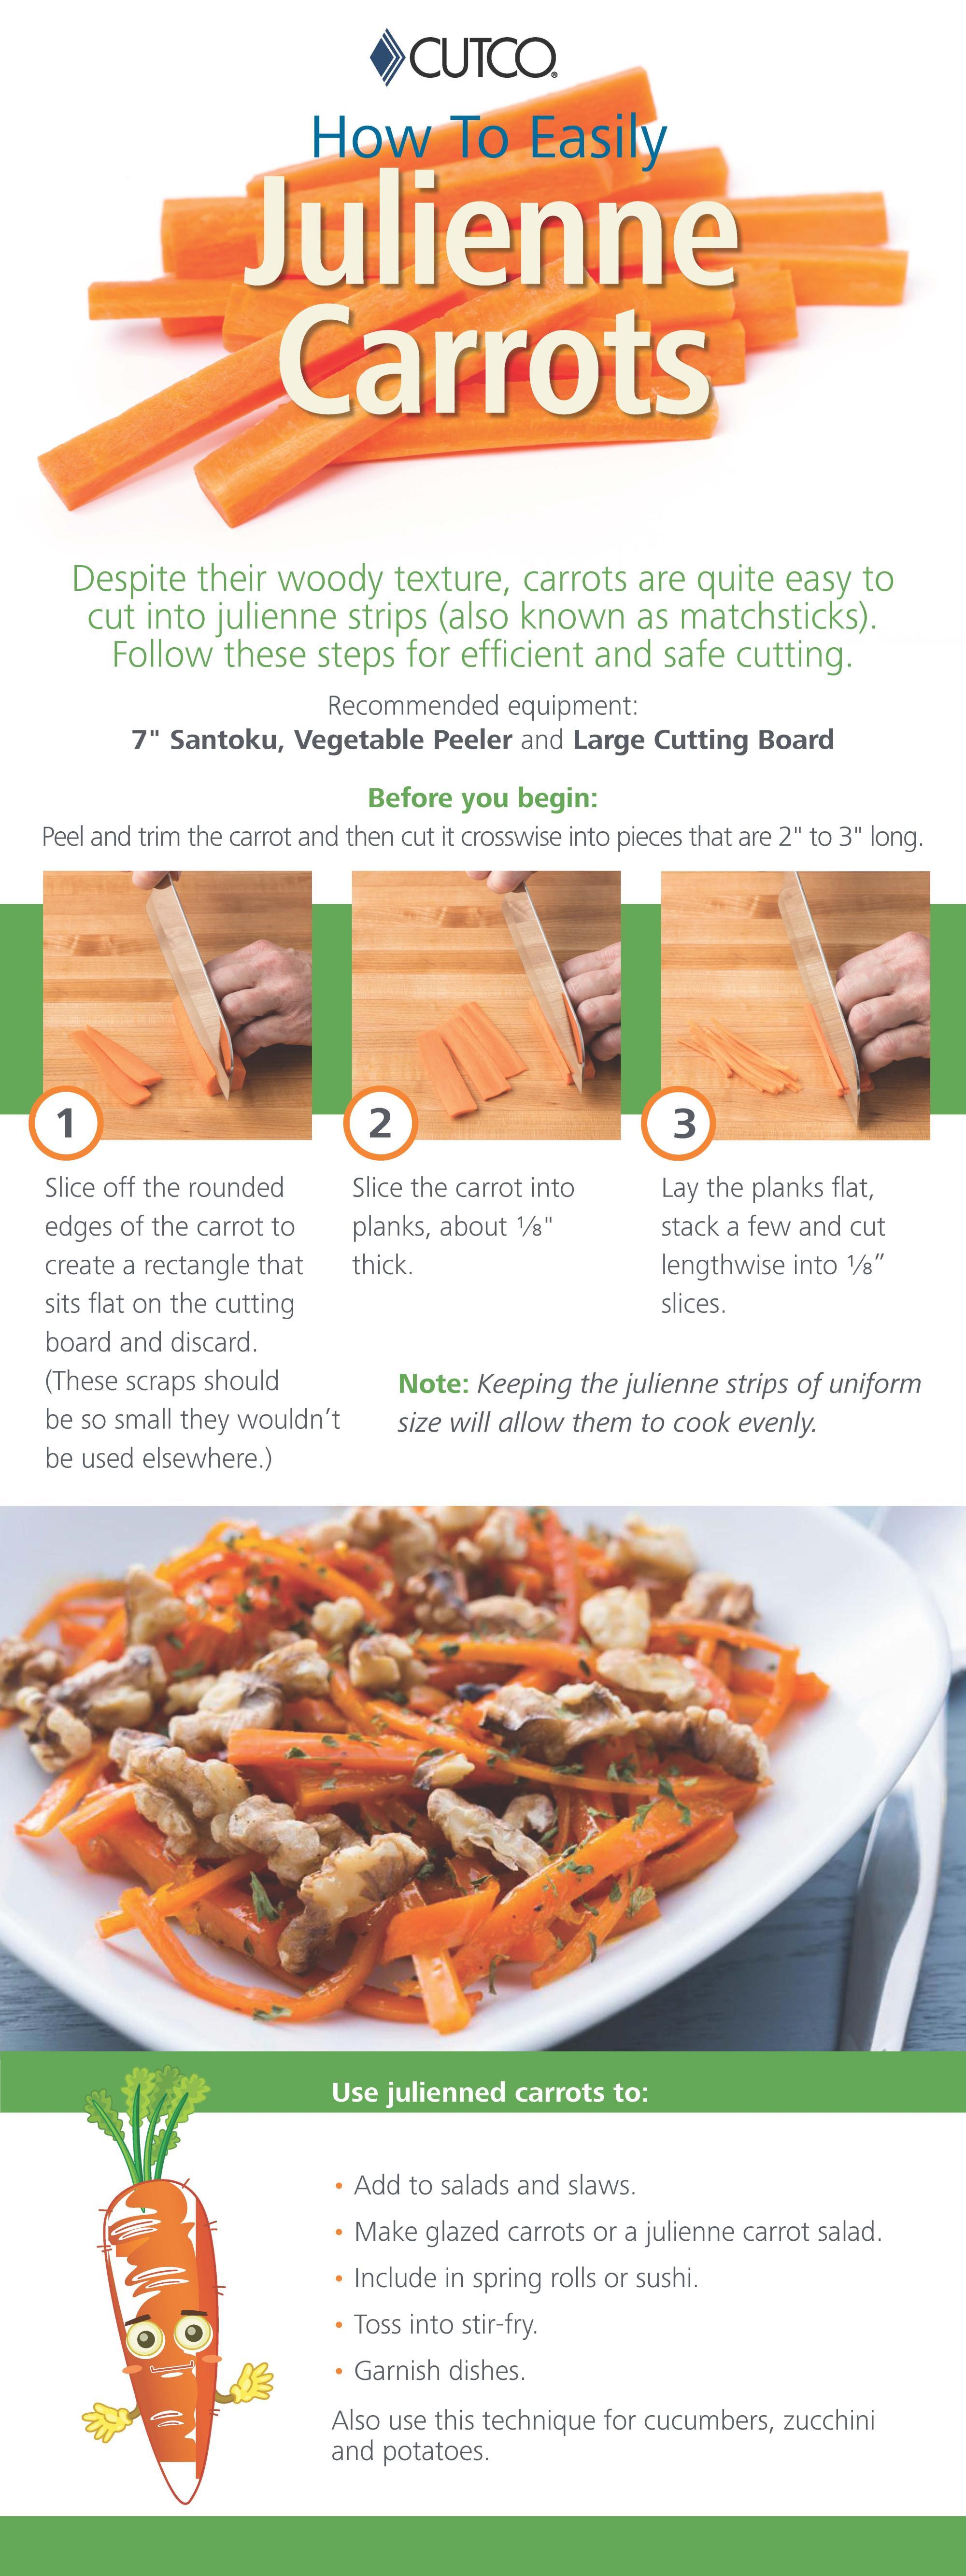 CUTCO®
How To Easily
Julienne
Carrots
Despite their woody texture, carrots are quite easy to
cut into julienne strips (also known as matchsticks).
Follow these steps for efficient and safe cutting.
Recommended equipment:
7" Santoku, Vegetable Peeler and Large Cutting Board
Before you begin:
Peel and trim the carrot and then cut it crosswise into pieces that are 2" to 3" long.
1
Slice off the rounded
edges of the carrot to
create a rectangle that
sits flat on the cutting
board and discard.
(These scraps should
be so small they wouldn’t
be used elsewhere.)
2
Slice the carrot into
planks, about ⅛"
thick.
3
Lay the planks flat,
stack a few and cut
lengthwise into ⅛”
slices.
Note: Keeping the julienne strips of uniform
size will allow them to cook evenly.
Use julienned carrots to:
• Add to salads and slaws.
• Make glazed carrots or a julienne carrot salad.
• Include in spring rolls or sushi.
• Toss into stir-fry.
• Garnish dishes.
Also use this technique for cucumbers, zucchini
and potatoes.